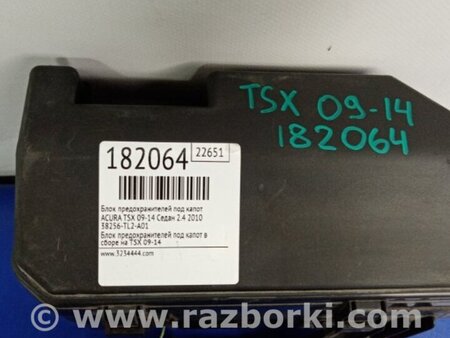 TSX 09-14
182064
182064 22651
Блок предохранителей под капот
ACURA TSX 09-14 Седан 2.4 2010
38256-TL2-A01
Блок предохранителей под капот в
сборе на TSX 09-14
www.3234444.com
www.razborki.com